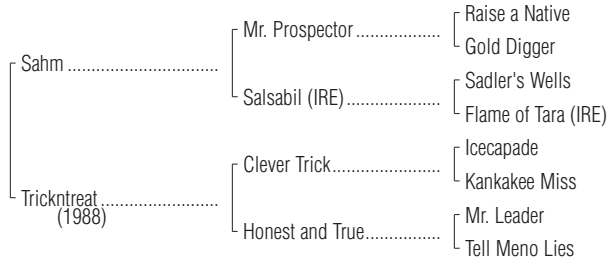 Raise a Native
Mr. Prospector
Gold Digger
Sahm
Sadler's Wells
Salsabil (IRE)
Flame of Tara (IRE)
Icecapade
Clever Trick
Kankakee Miss
Trickntreat
(1988)
Mr. Leader
Honest and True
Tell Meno Lies